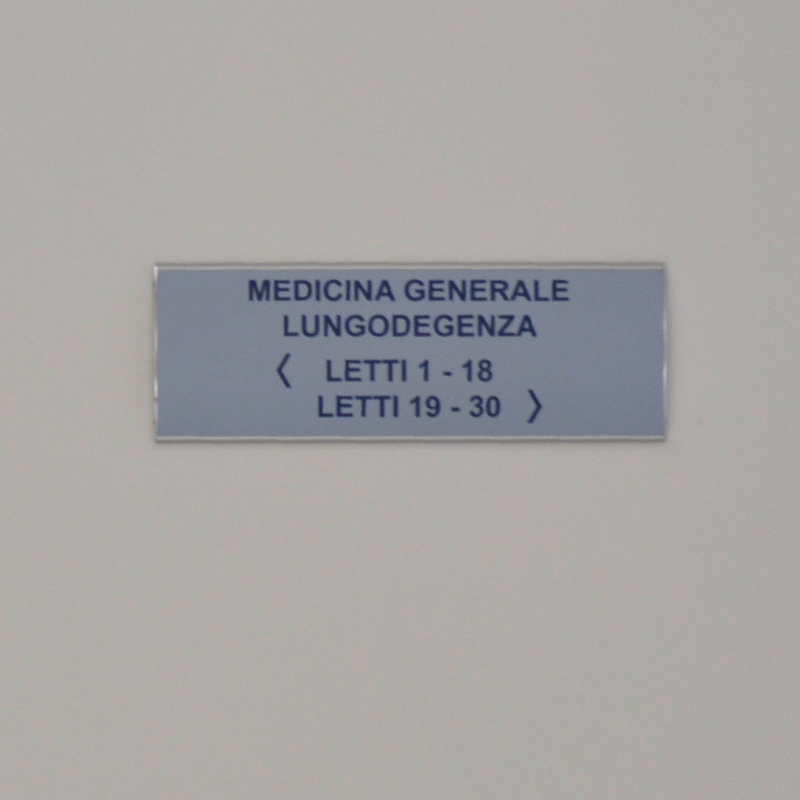 MEDICINA GENERALE
LUNGODEGENZA
〈 LETTI 1 - 18
LETTI 19 - 30 〉